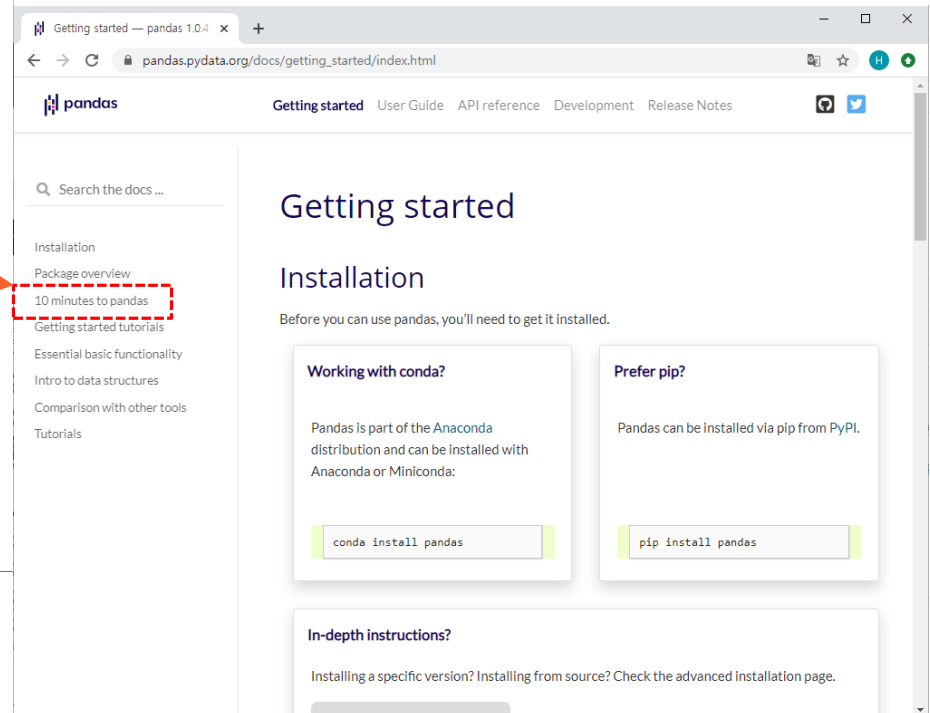 Getting started — pandas 1.0.4
pandas.pydata.org/docs/getting_started/index.html
H
pandas
Getting started User Guide API reference Development Release Notes
Search the docs ...
Installation
Package overview
10 minutes to pandas
Getting started tutorials
Essential basic functionality
Intro to data structures
Comparison with other tools
Tutorials
Getting started
Installation
Before you can use pandas, you’ll need to get it installed.
Working with conda?
Pandas is part of the Anaconda
distribution and can be installed with
Anaconda or Miniconda:
conda install pandas
Prefer pip?
Pandas can be installed via pip from PyPI.
pip install pandas
In-depth instructions?
Installing a specific version? Installing from source? Check the advanced installation page.